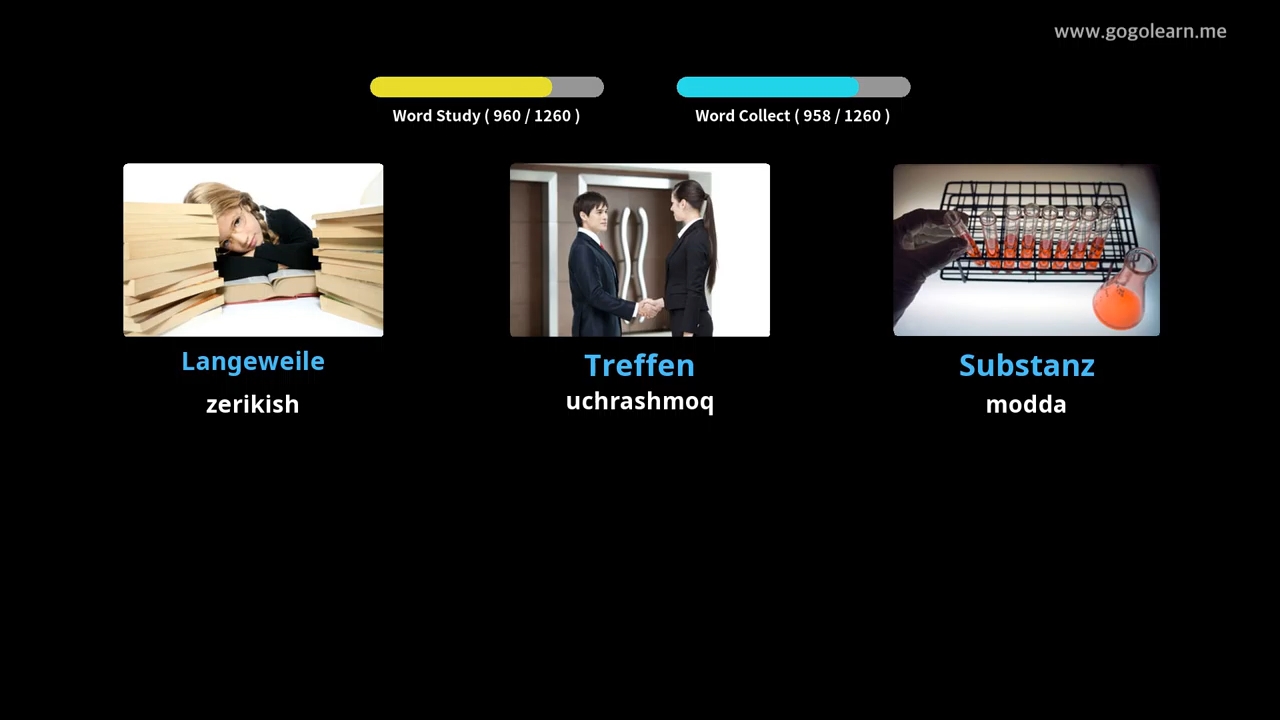 www.gogolearn.me
Word Study ( 960 / 1260 )
Word Collect ( 958 / 1260 )
Langeweile
zerikish
Treffen
uchrashmoq
Substanz
modda